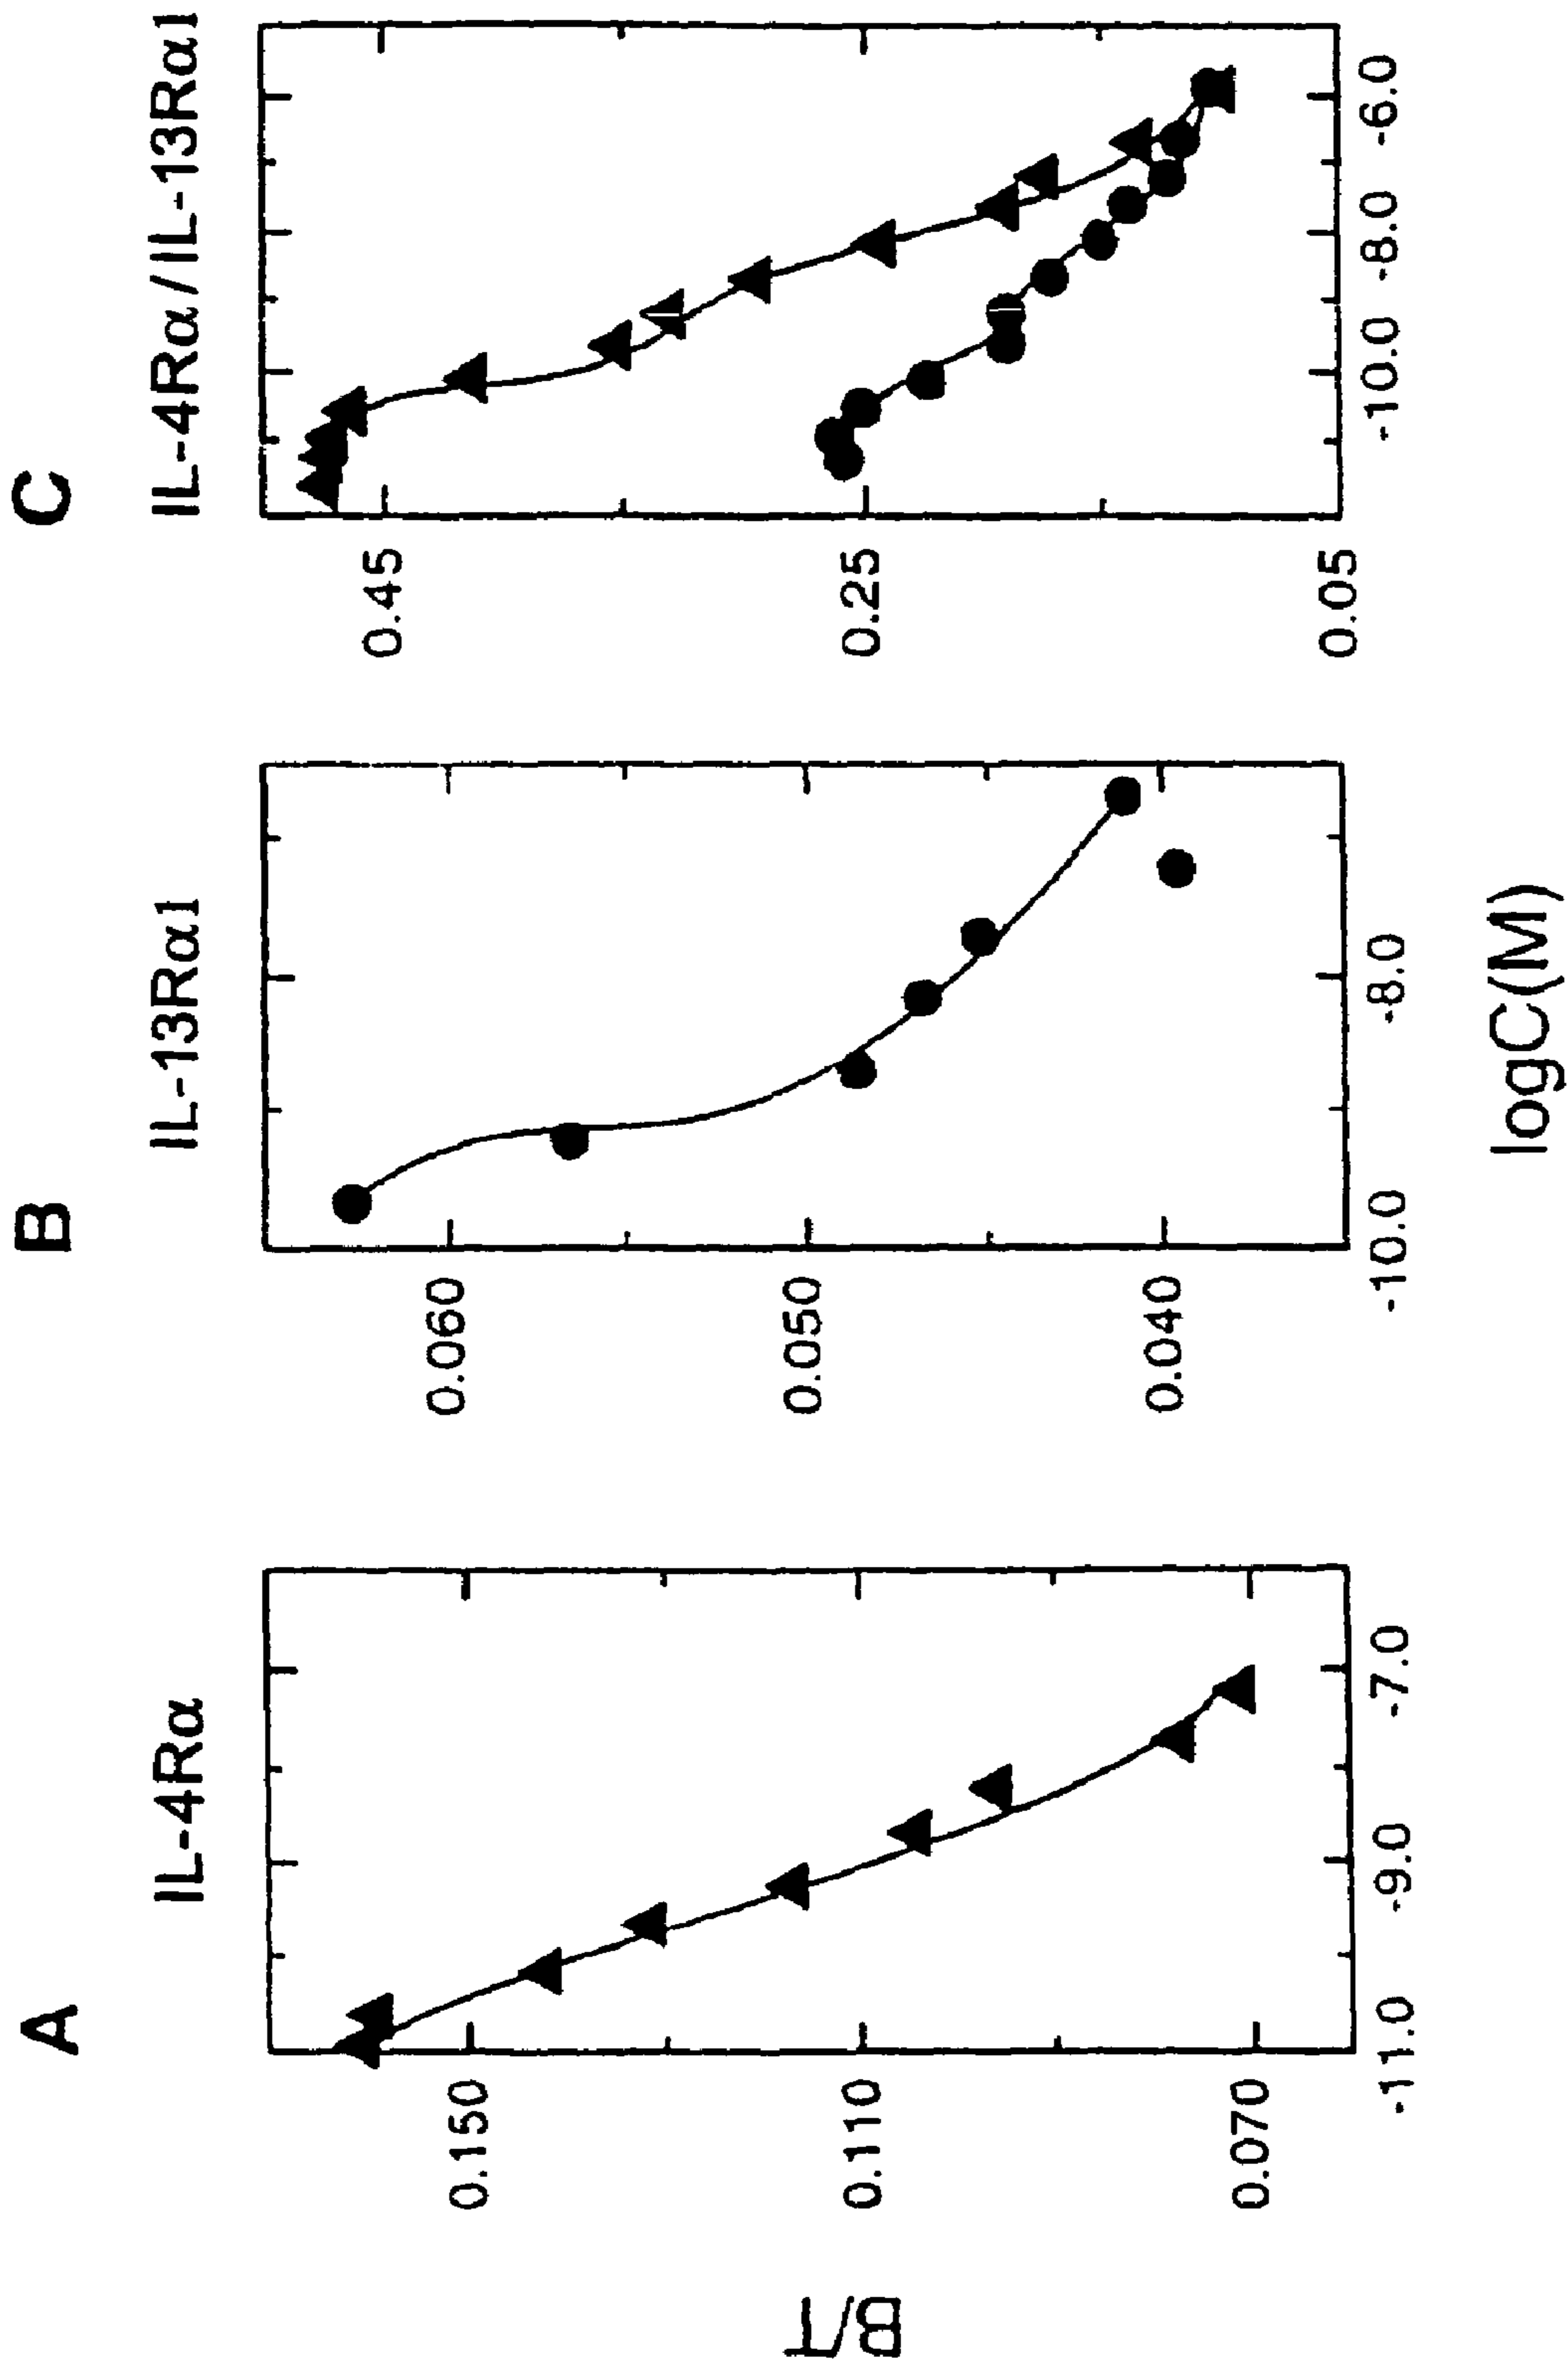 A
IL-4Rα
B/T
0.150
0.110
0.070
-11.0
-9.0
-7.0
B
IL-13Rα1
0.060
0.050
0.040
-10.0
-8.0
C
IL-4Rα/IL-13Rα1
0.45
0.25
0.05
-10.0
-8.0
-6.0
logC(M)